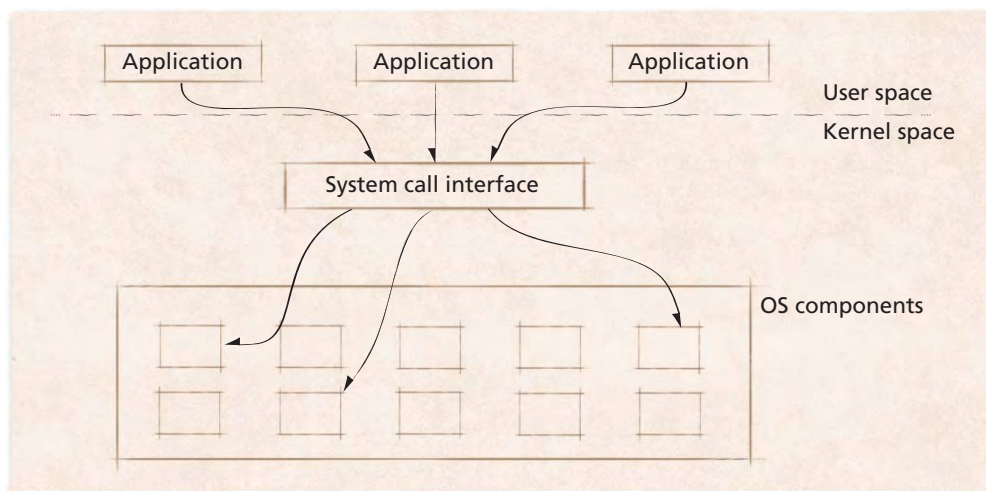 Application
Application
Application
User space
Kernel space
System call interface
OS components